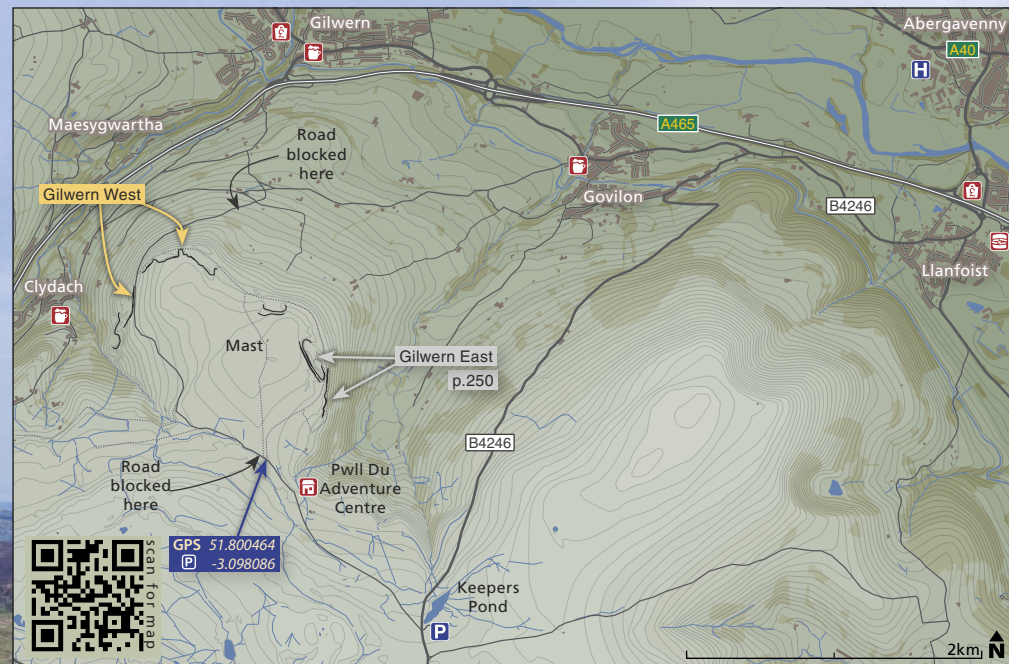 Gilwern
Abergavenny
A40
H
Maesygwartha
A465
Road
blocked
here
Govilon
Gilwern West
B4246
Llanfoist
Clydach
Mast
Gilwern East
p.250
B4246
Road
blocked
here
Pwll Du
Adventure
Centre
GPS 51.800464
P -3.098086
scan for map
Keepers
Pond
P
2km
N